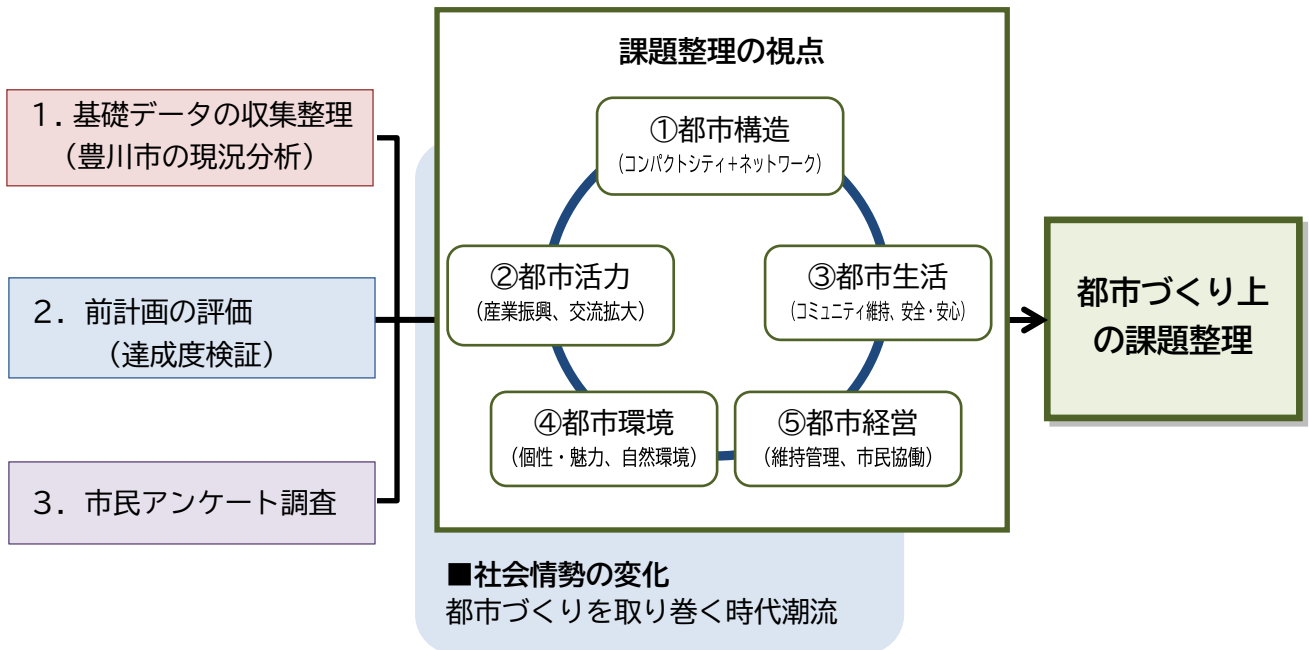 課題整理の視点
1. 基礎データの収集整理
(豊川市の現況分析)
2. 前計画の評価
(達成度検証)
3. 市民アンケート調査
①都市構造
(コンパクトシティ+ネットワーク)
②都市活力
(産業振興、交流拡大)
③都市生活
(コミュニティ維持、安全・安心)
④都市環境
(個性・魅力、自然環境)
⑤都市経営
(維持管理、市民協働)
■社会情勢の変化
都市づくりを取り巻く時代潮流
都市づくり上
の課題整理